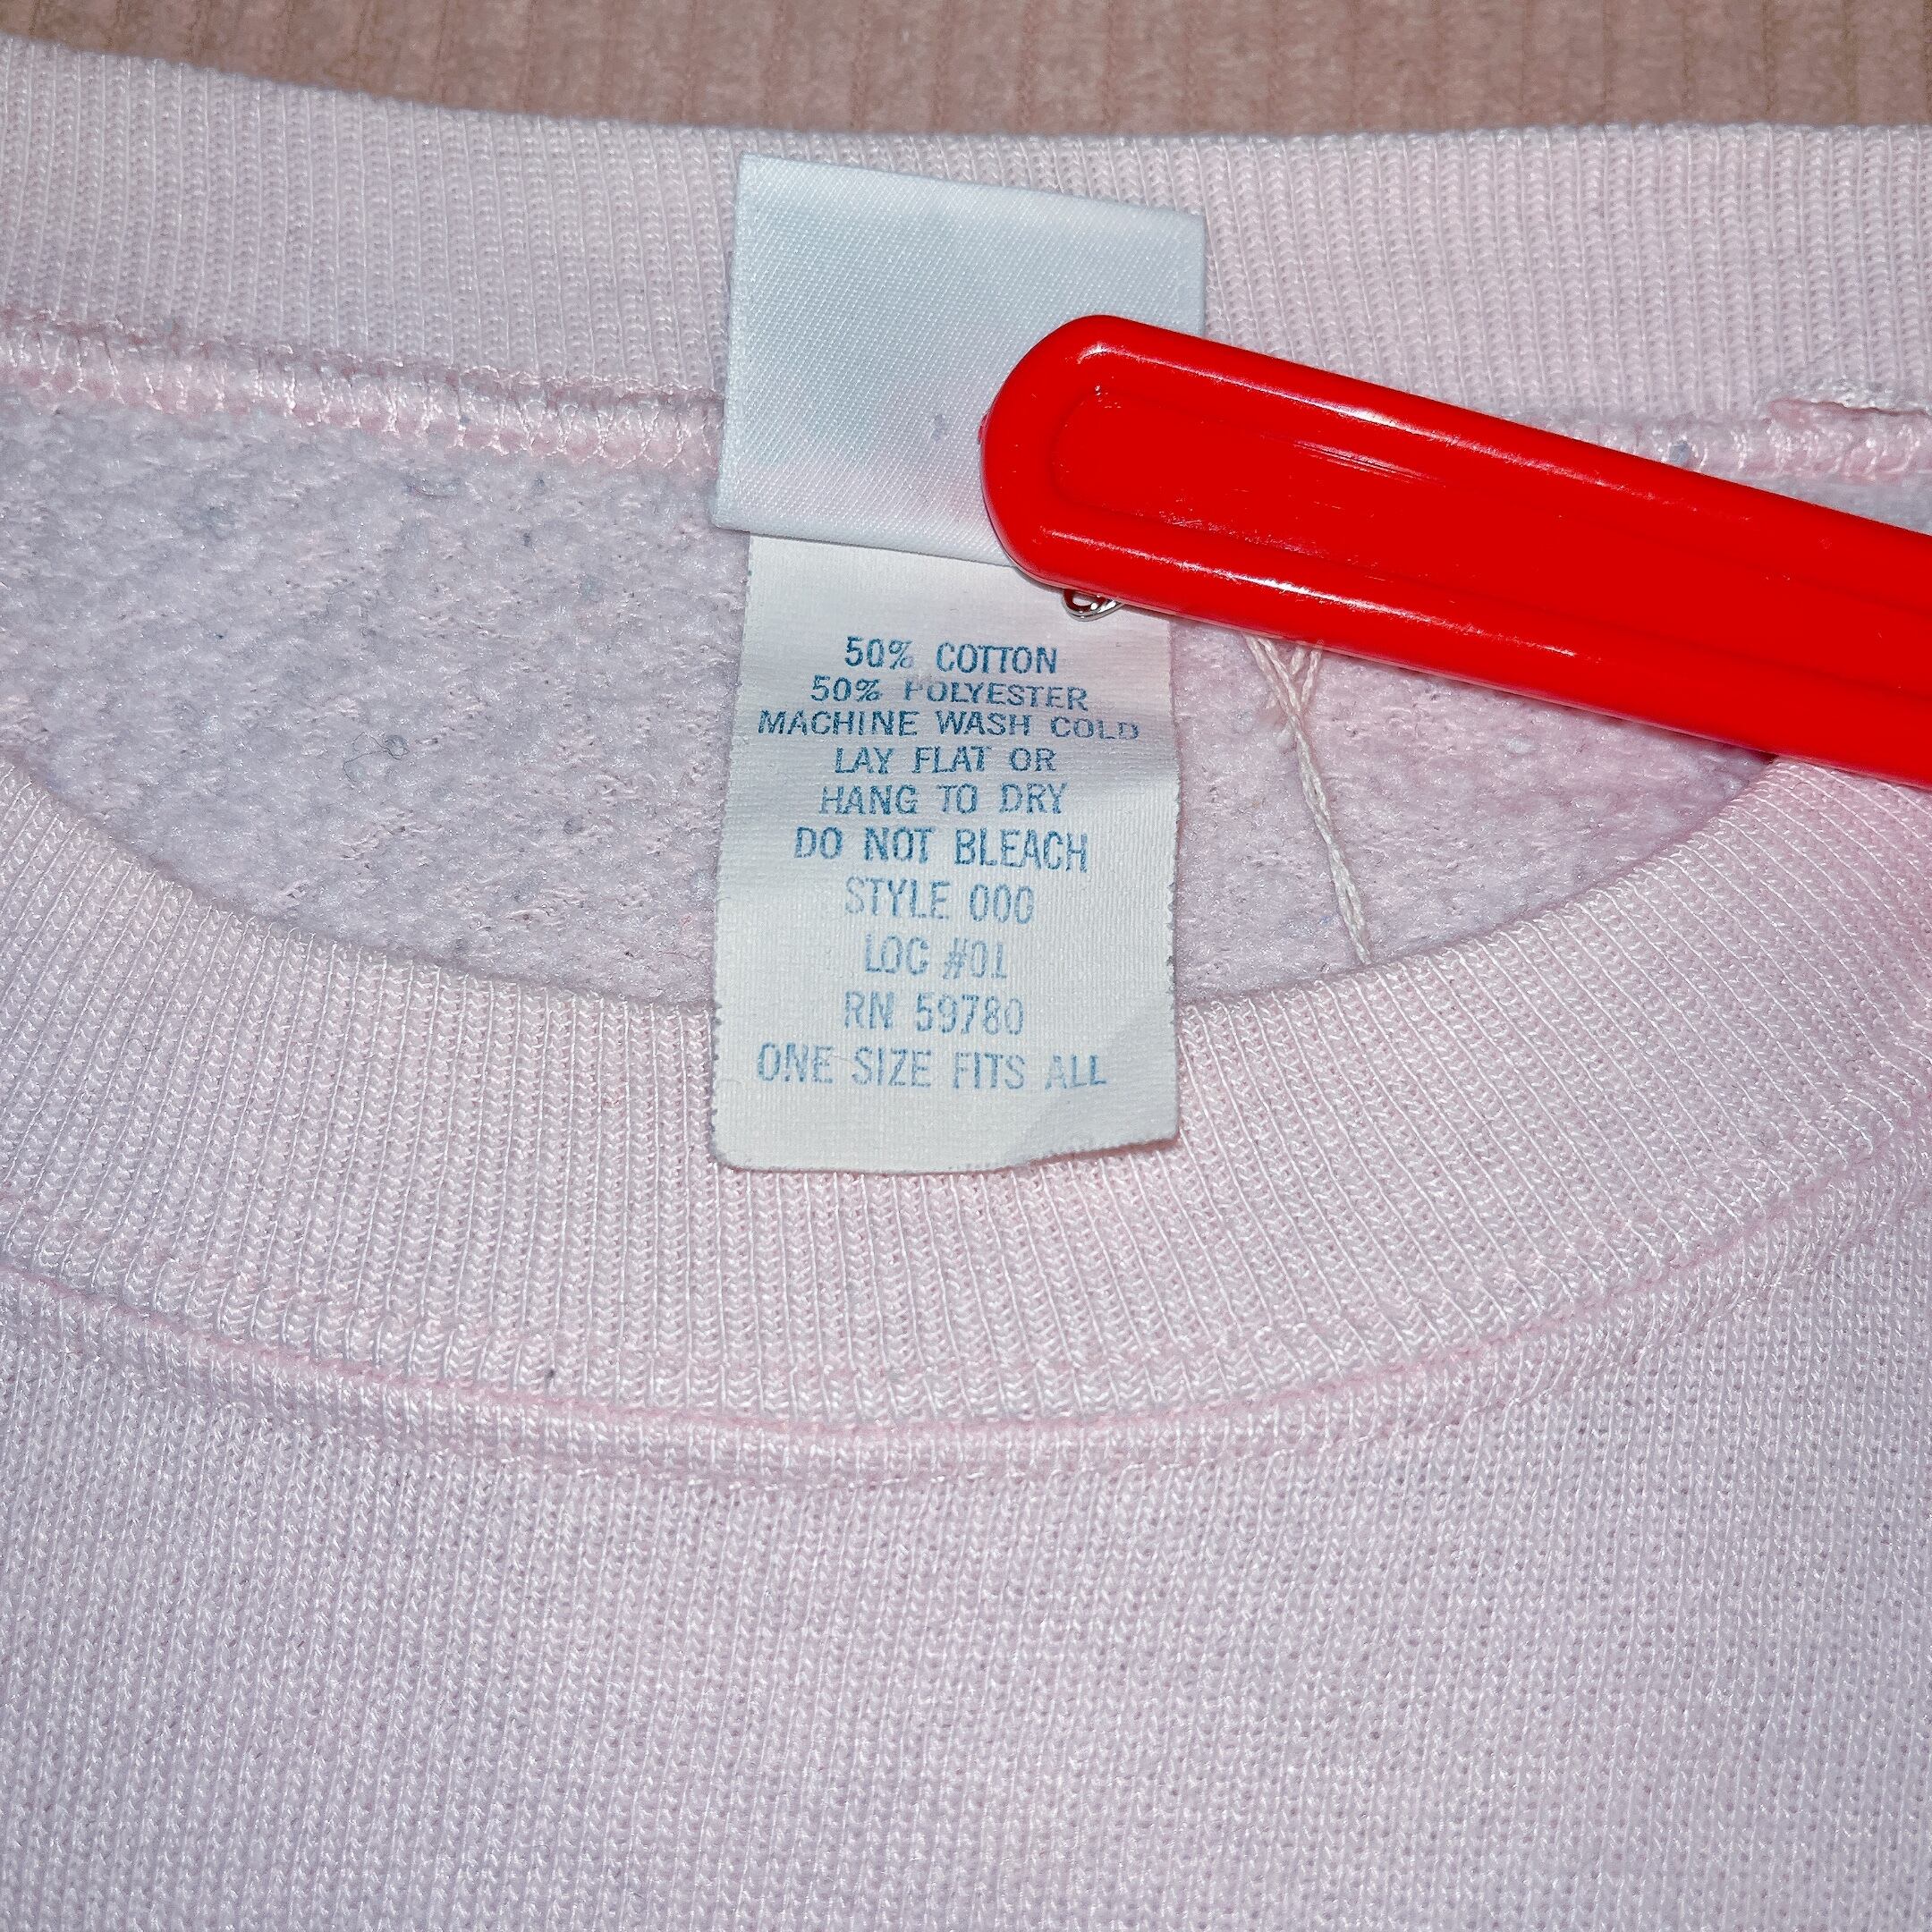 50% COTTON
50% POLYESTER
MACHINE WASH COLD
LAY FLAT OR
HANG TO DRY
DO NOT BLEACH
STYLE 000
LOC #01
RN 59780
ONE SIZE FITS ALL